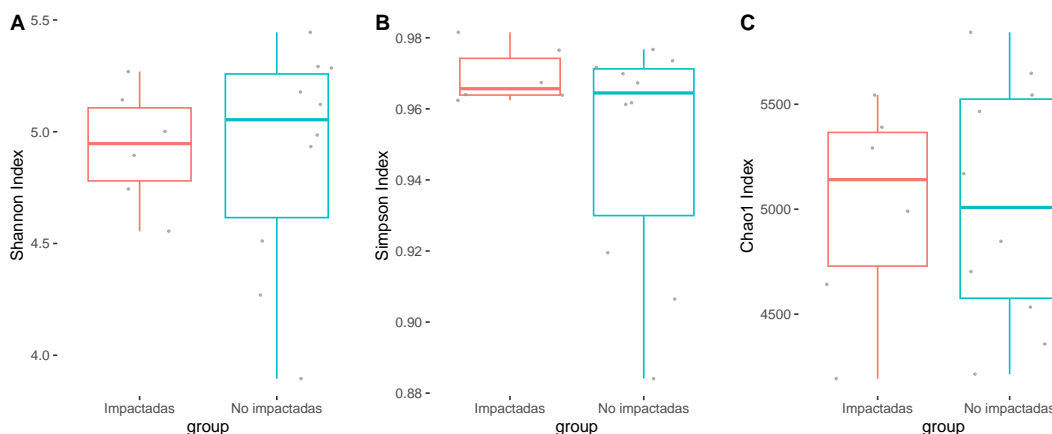 A
Shannon Index
5.5
5.0
4.5
4.0
Impactadas
No impactadas
group
B
Simpson Index
0.98
0.96
0.94
0.92
0.90
0.88
Impactadas
No impactadas
group
C
Chao1 Index
5500
5000
4500
Impactadas
No impactadas
group